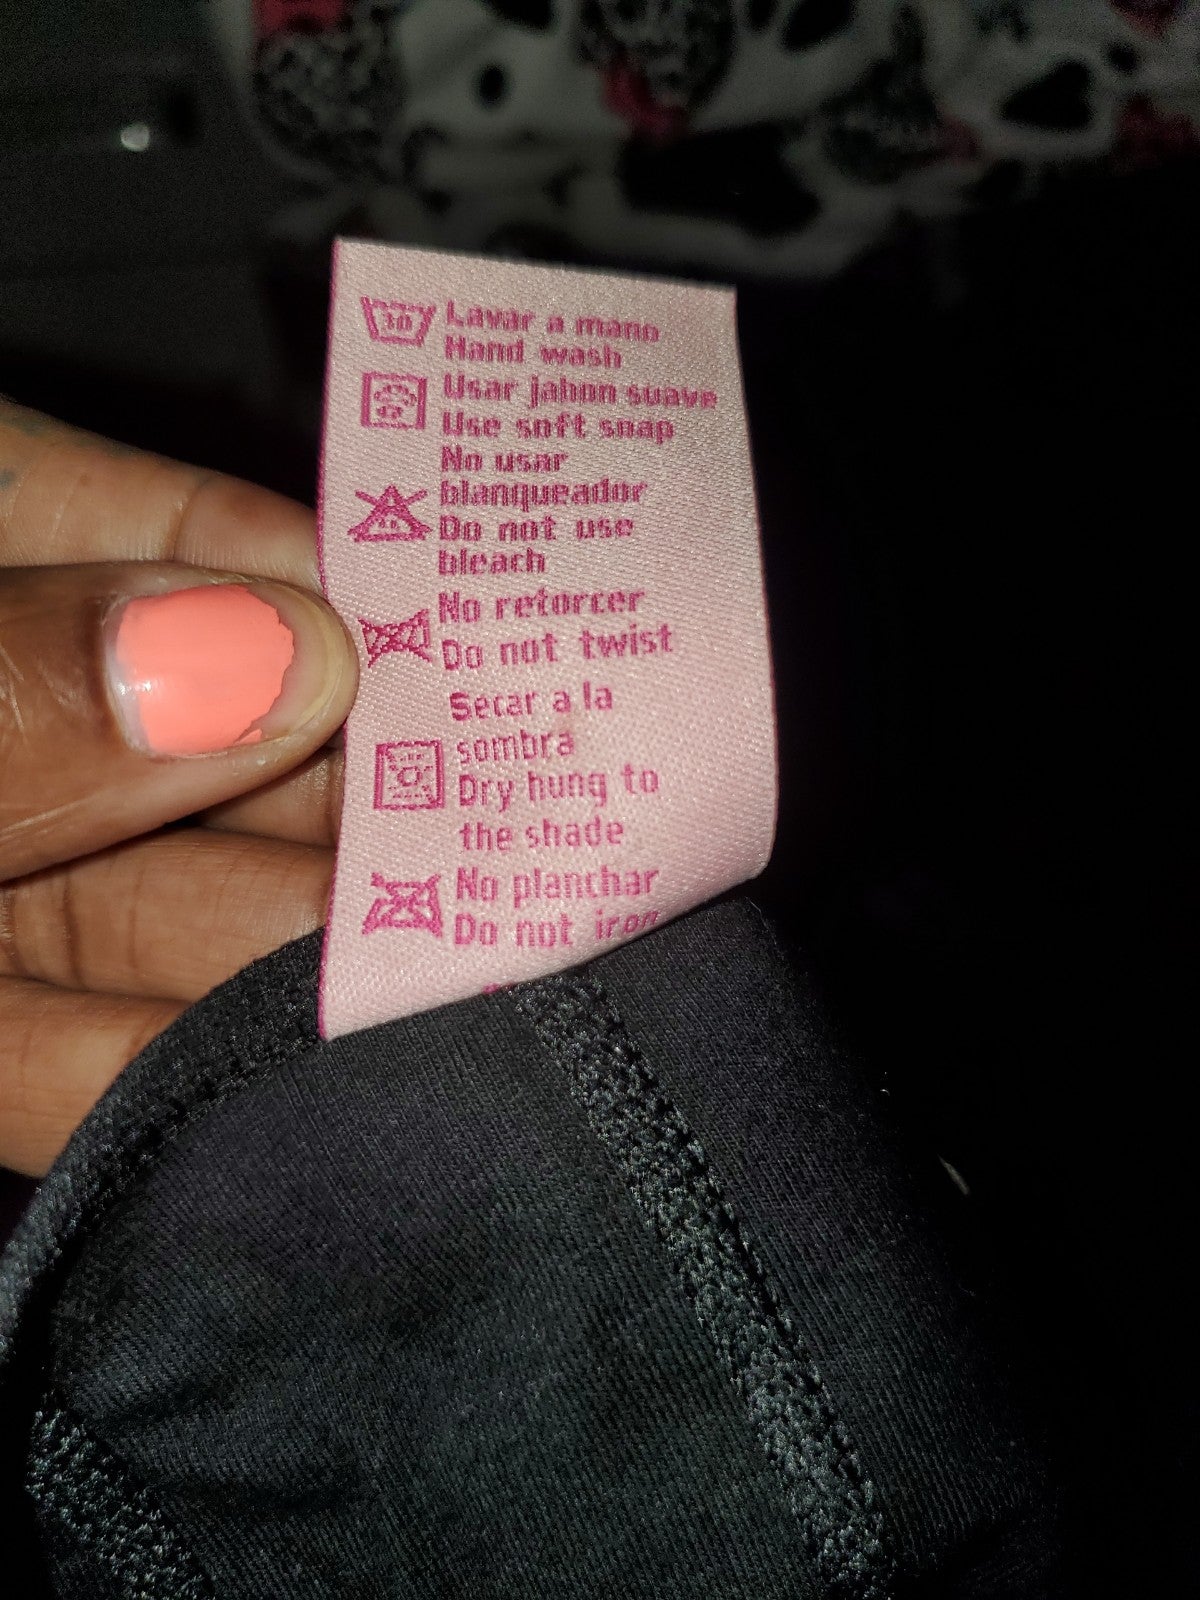 30
Lavar a mano
Hand wash
Usar jabon suave
Use soft soap
No usar
blanqueador
Do not use
bleach
No retorcer
Do not twist
Secar a la
sombra
Dry hung to
the shade
No planchar
Do not iron